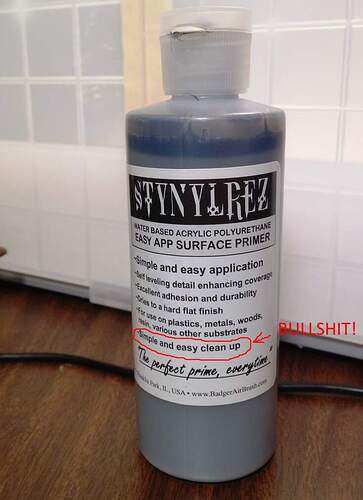 STYNYLREZ
WATER BASED ACRYLIC POLYURETHANE
EASY APP SURFACE PRIMER
-Simple and easy application
-Self leveling detail enhancing coverage
-Excellent adhesion and durability
-Dries to a hard flat finish
-For use on plastics, metals, woods,
resin, various other substrates
-Simple and easy clean up
BULLSHIT!
"The perfect prime, everytime."
Park, IL, USA • www.BadgerAirBrush.com